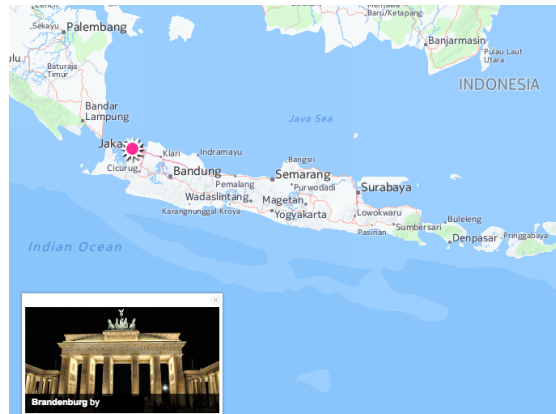 Sekayu
Palembang
Baturaja
Timur
Bandar
Lampung
Muara
Baru/Ketapang
Banjarmasin
Pulau Laut
Utara
INDONESIA
Java Sea
Klari
Indramayu
Cicurug
Bandung
Bangsri
Pemalang
Semarang
Purwodadi
Surabaya
Wadaslintang
Magetan
Karangnunggal
Kroya
Yogyakarta
Lowokwaru
Pasirian
Sumbersari
Buleleng
Denpasar
Pringgabaya
Indian Ocean
Brandenburg by